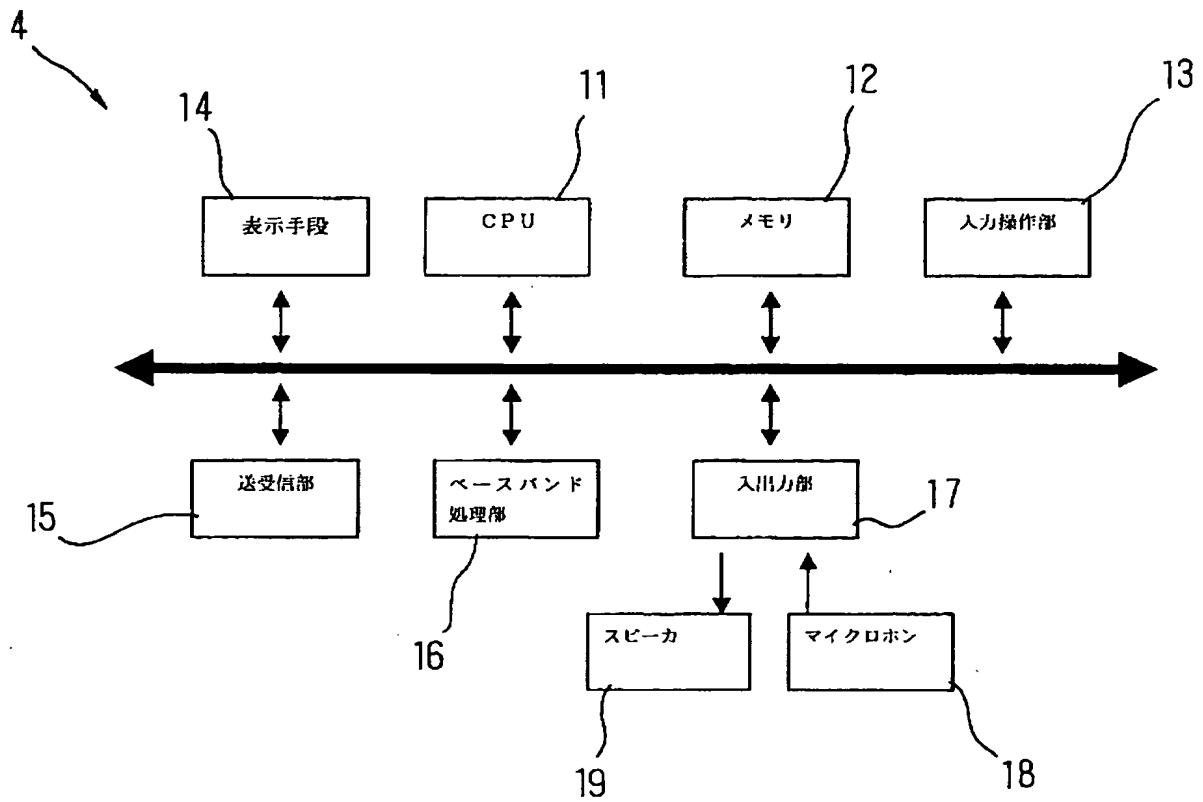 4
14
11
12
13
表示手段
CPU
メモリ
入力操作部
送受信部
ベースバンド
処理部
入出力部
15
16
17
スピーカ
マイクロホン
19
18